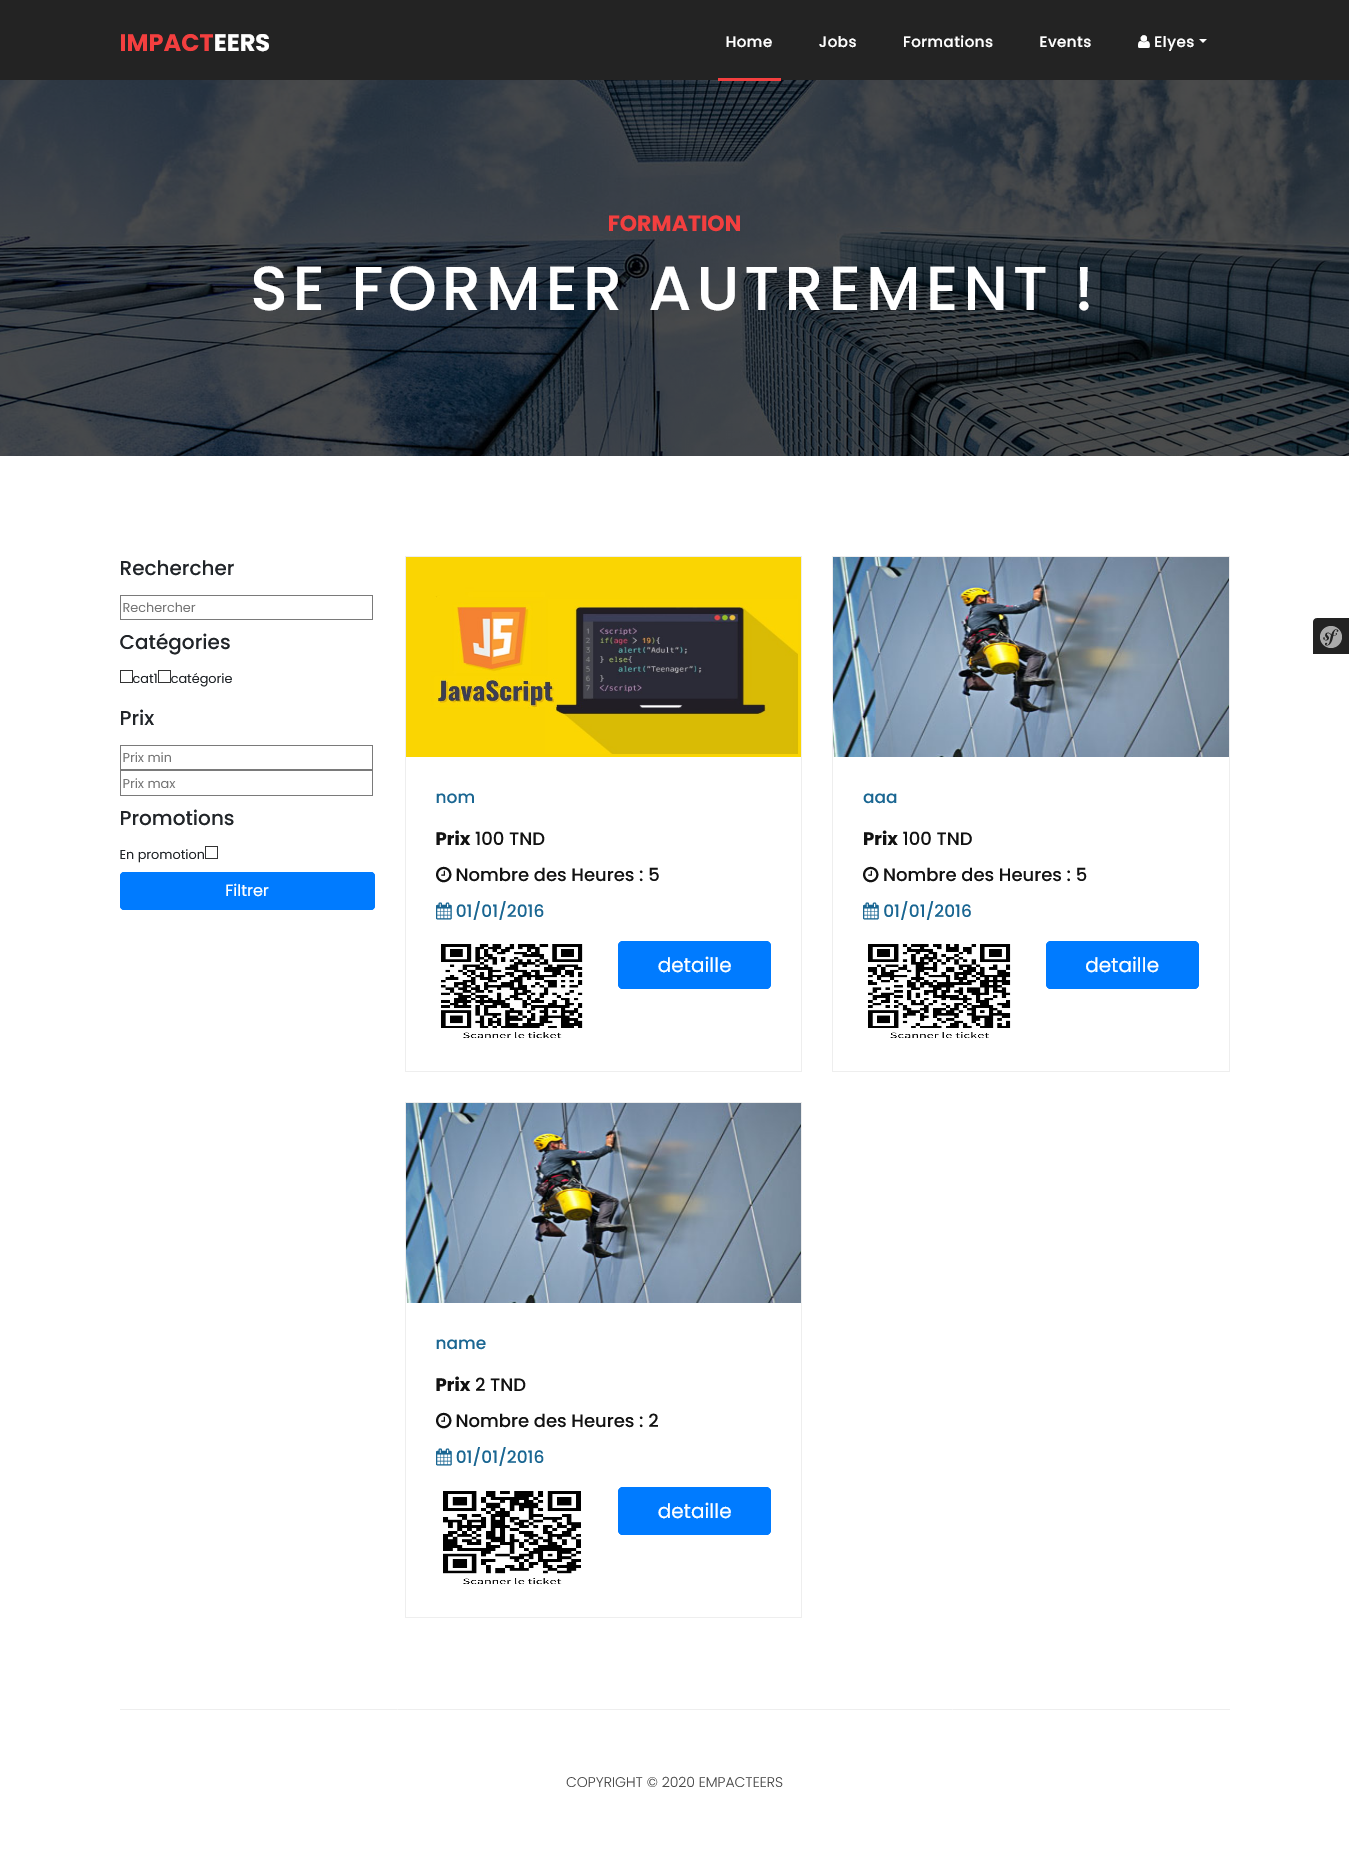 IMPACTEERS
Home Jobs Formations Events Elyes
FORMATION
SE FORMER AUTREMENT !
Rechercher
Rechercher
Catégories
cat1 catégorie
Prix
Prix min
Prix max
Promotions
En promotion
Filtrer
JS
JavaScript
1 <script>
2 if(age > 19){
3 alert("Adult");
4 } else{
5 alert("Teenager");
6 }
7 </script>
nom
Prix 100 TND
Nombre des Heures : 5
01/01/2016
detaille
Scanner le ticket
aaa
Prix 100 TND
Nombre des Heures : 5
01/01/2016
detaille
Scanner le ticket
sf
name
Prix 2 TND
Nombre des Heures : 2
01/01/2016
detaille
Scanner le ticket
COPYRIGHT © 2020 EMPACTEERS